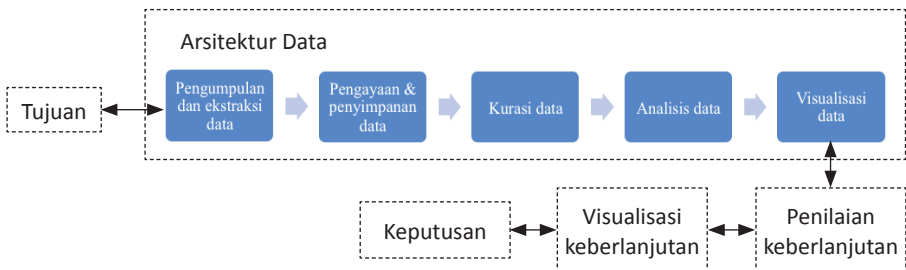 Arsitektur Data
Tujuan
Pengumpulan
dan ekstraksi
data
Pengayaan &
penyimpanan
data
Kurasi data
Analisis data
Visualisasi
data
Keputusan
Visualisasi
keberlanjutan
Penilaian
keberlanjutan